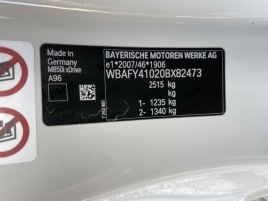 Made in
Germany
M850i xDrive
A96
BAYERISCHE MOTOREN WERKE AG
e1*2007/46*1906
WBAFY41020BX82473
2515 kg
kg
1- 1235 kg
2- 1340 kg